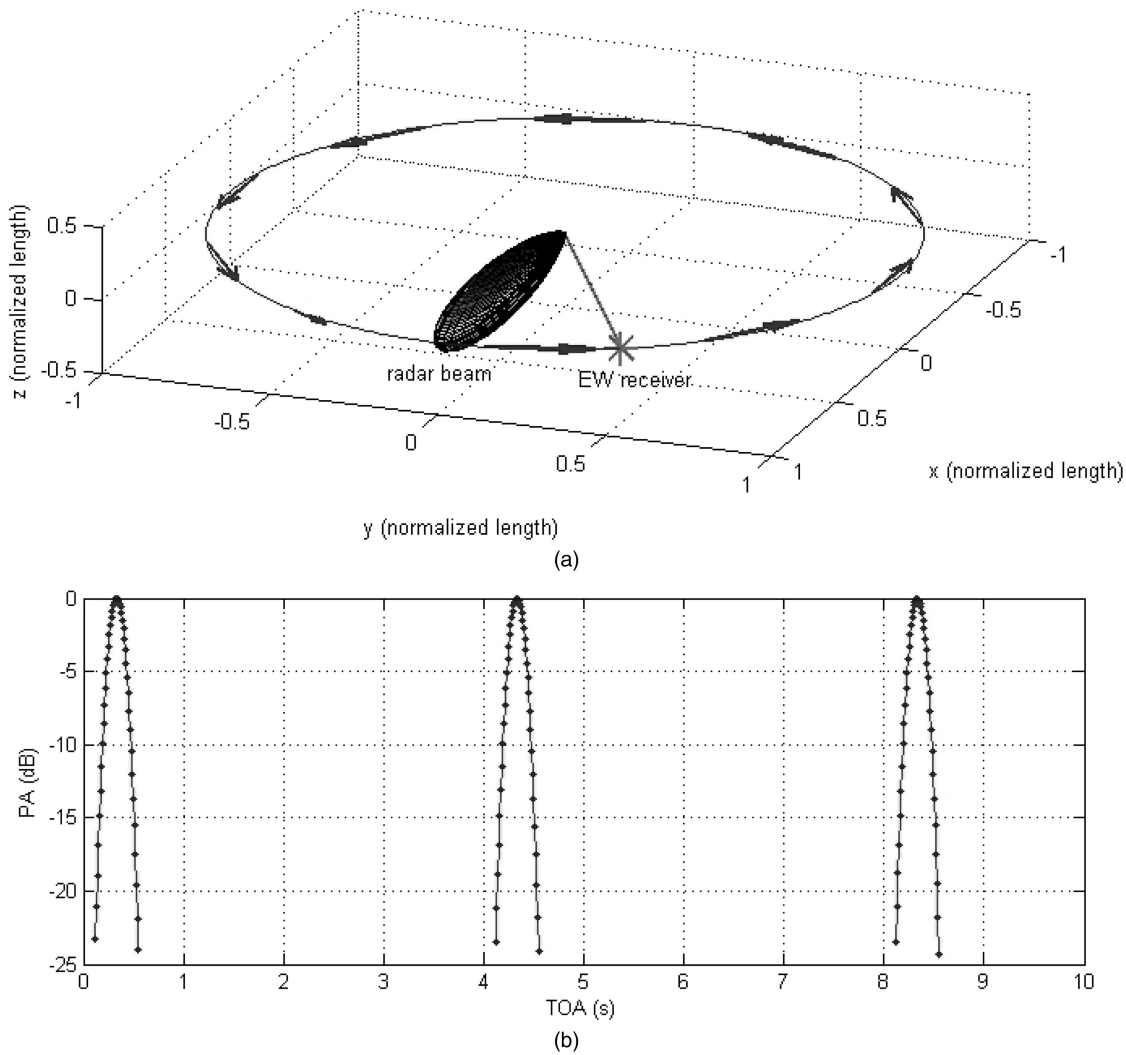 0.5
0
-0.5
z (normalized length)
-1
-0.5
0
0.5
1
y (normalized length)
1
0.5
0
-0.5
-1
x (normalized length)
radar beam
EW receiver
(a)
0
-5
-10
-15
-20
-25
PA (dB)
0 1 2 3 4 5 6 7 8 9 10
TOA (s)
(b)